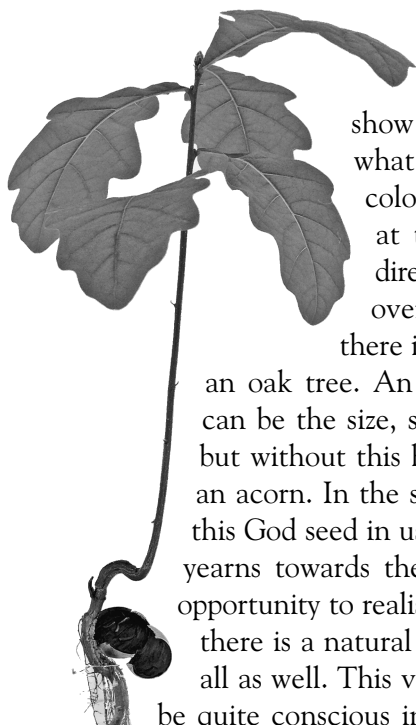 show
what
colo
at t
dire
ove
there i
an oak tree. An
can be the size, s
but without this l
an acorn. In the s
this God seed in u
yearns towards the
opportunity to realis
there is a natural
all as well. This v
be quite conscious in